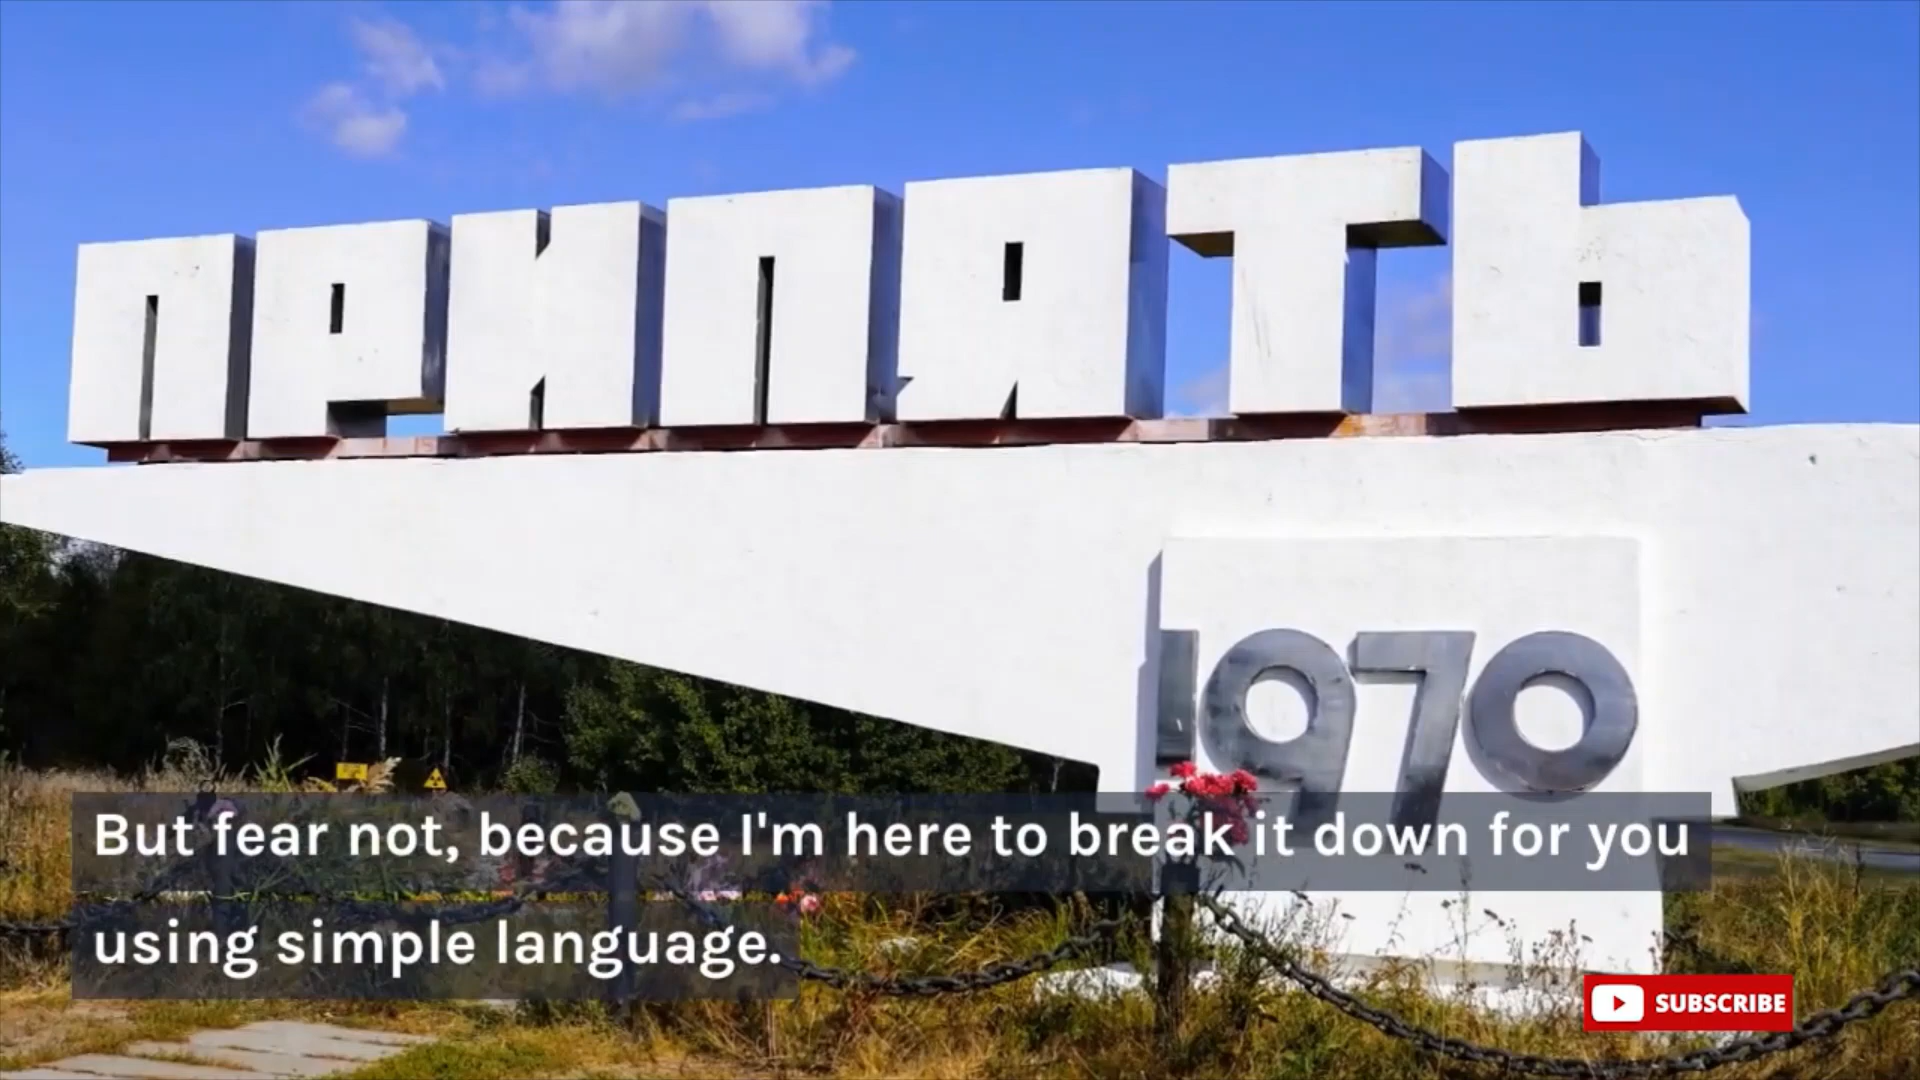 ПРИПЯТЬ
1970
But fear not, because I'm here to break it down for you
using simple language.
SUBSCRIBE